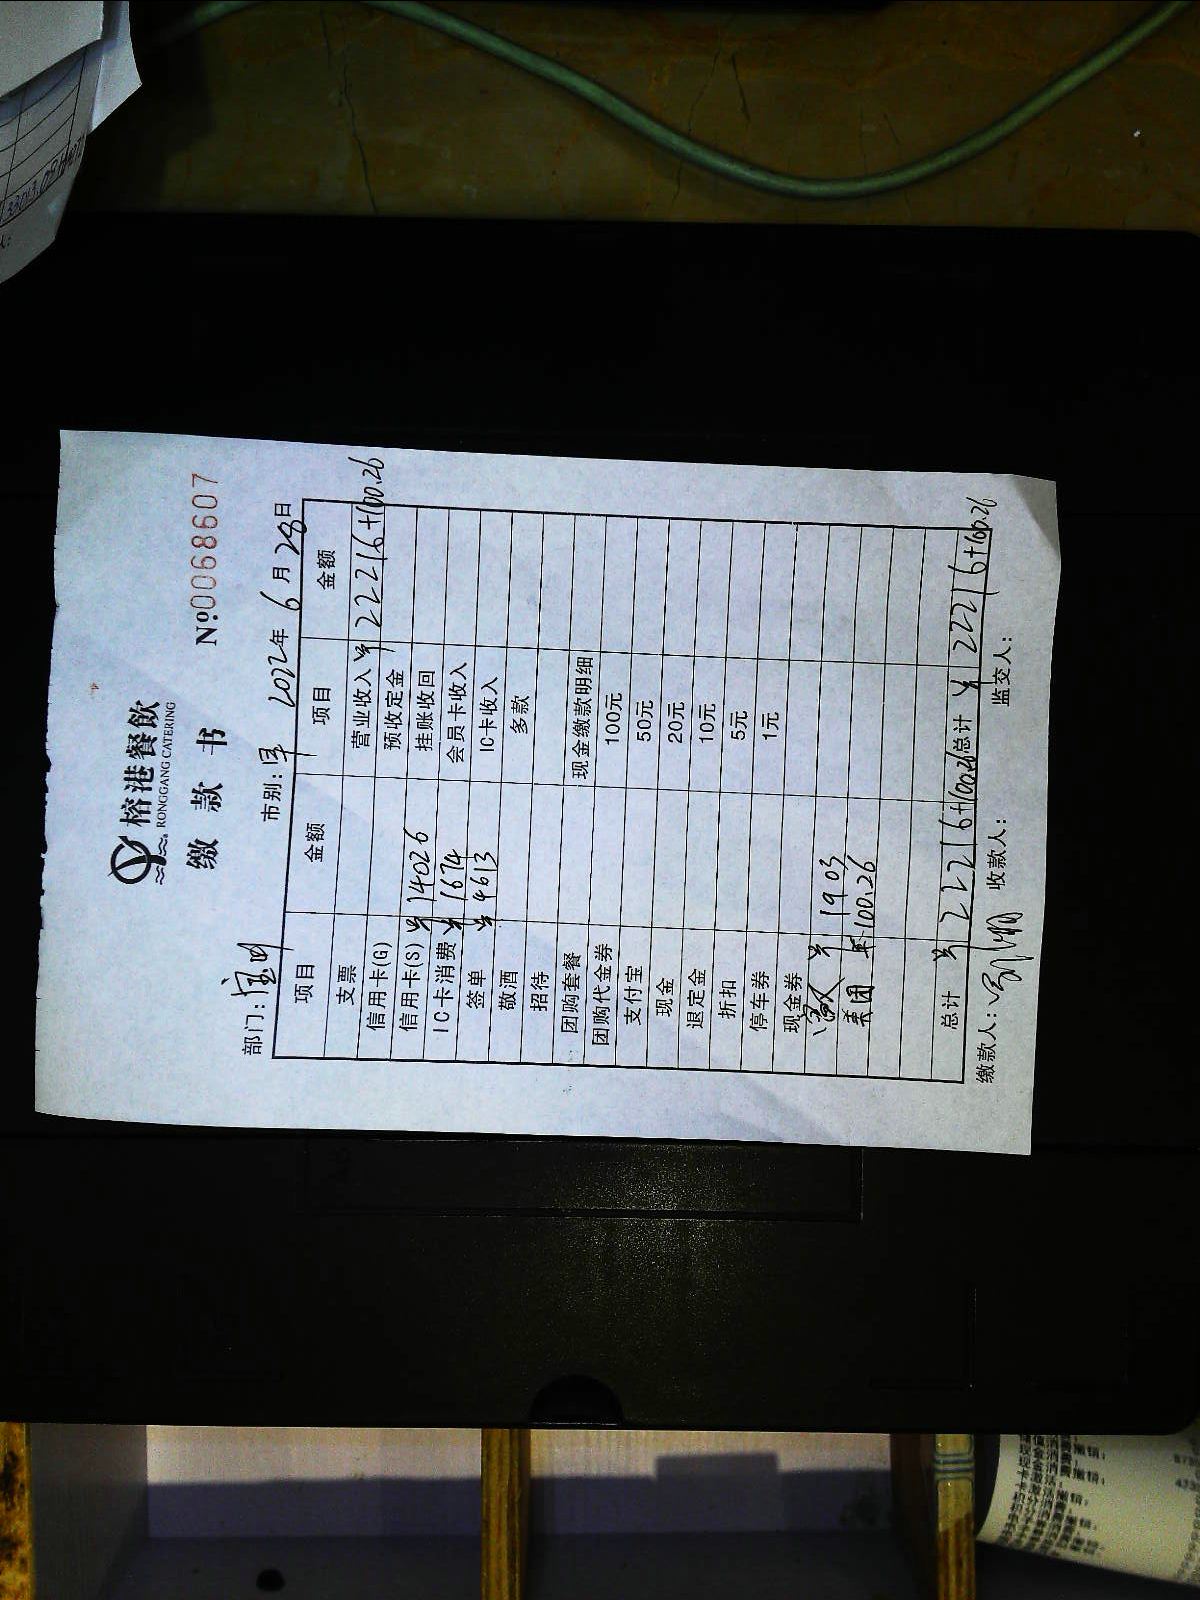 榕港餐飲
RONGGANG CATERING
缴 款 书
Nº:0068607
部门: 宝山 市别: 早 2022年 6月 28日
项目 金额 项目 金额
支票 营业收入 ¥ 22216+100.26
信用卡(G) 预收定金
信用卡(S) ¥ 14026 挂账收回
IC卡消费 ¥ 1674 会员卡收入
签单 ¥ 4613 IC卡收入
敬酒 多款
招待
团购套餐 现金缴款明细
团购代金券 100元
支付宝 50元
现金 20元
退定金 10元
折扣 5元
停车券 1元
现金券
¥ 1903
美团 ¥ 100.26
总计 ¥ 22216+100.26 总计 ¥ 22216+100.26
缴款人: 收款人: 监交人: